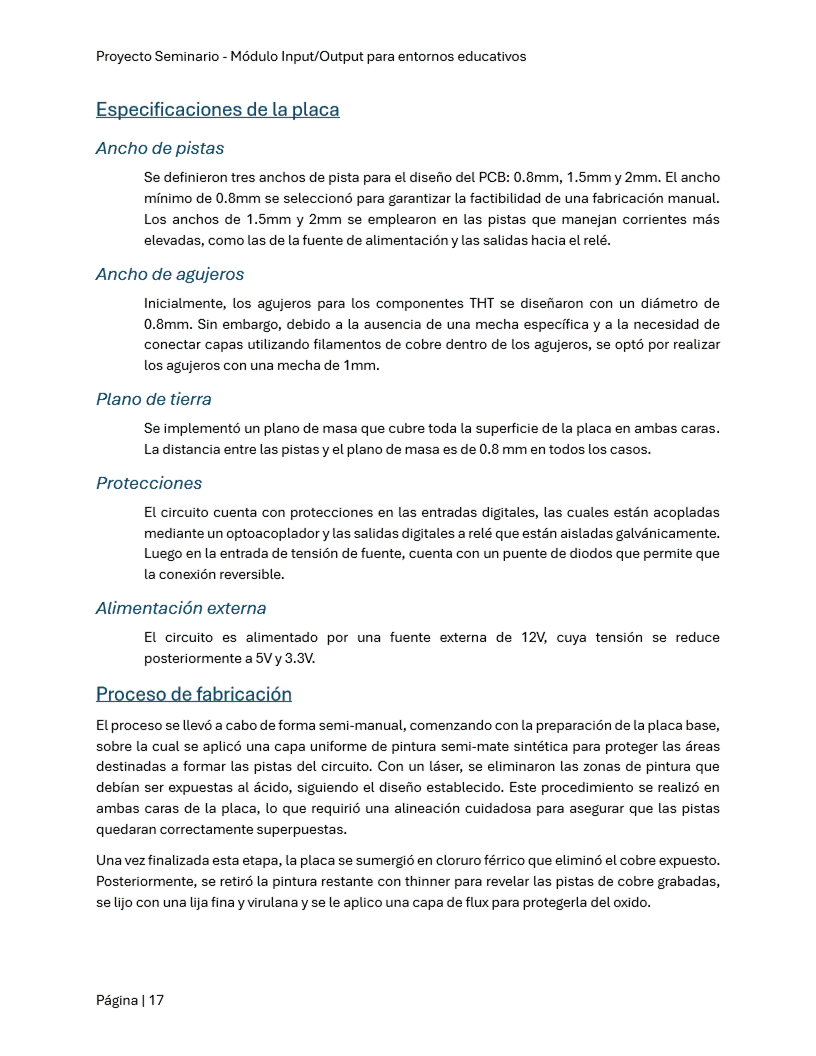 Proyecto Seminario - Módulo Input/Output para entornos educativos
Especificaciones de la placa
Ancho de pistas
Se definieron tres anchos de pista para el diseño del PCB: 0.8mm, 1.5mm y 2mm. El ancho
mínimo de 0.8mm se seleccionó para garantizar la factibilidad de una fabricación manual.
Los anchos de 1.5mm y 2mm se emplearon en las pistas que manejan corrientes más
elevadas, como las de la fuente de alimentación y las salidas hacia el relé.
Ancho de agujeros
Inicialmente, los agujeros para los componentes THT se diseñaron con un diámetro de
0.8mm. Sin embargo, debido a la ausencia de una mecha específica y a la necesidad de
conectar capas utilizando filamentos de cobre dentro de los agujeros, se optó por realizar
los agujeros con una mecha de 1mm.
Plano de tierra
Se implementó un plano de masa que cubre toda la superficie de la placa en ambas caras.
La distancia entre las pistas y el plano de masa es de 0.8 mm en todos los casos.
Protecciones
El circuito cuenta con protecciones en las entradas digitales, las cuales están acopladas
mediante un optoacoplador y las salidas digitales a relé que están aisladas galvánicamente.
Luego en la entrada de tensión de fuente, cuenta con un puente de diodos que permite que
la conexión reversible.
Alimentación externa
El circuito es alimentado por una fuente externa de 12V, cuya tensión se reduce
posteriormente a 5V y 3.3V.
Proceso de fabricación
El proceso se llevó a cabo de forma semi-manual, comenzando con la preparación de la placa base,
sobre la cual se aplicó una capa uniforme de pintura semi-mate sintética para proteger las áreas
destinadas a formar las pistas del circuito. Con un láser, se eliminaron las zonas de pintura que
debían ser expuestas al ácido, siguiendo el diseño establecido. Este procedimiento se realizó en
ambas caras de la placa, lo que requirió una alineación cuidadosa para asegurar que las pistas
quedaran correctamente superpuestas.
Una vez finalizada esta etapa, la placa se sumergió en cloruro férrico que eliminó el cobre expuesto.
Posteriormente, se retiró la pintura restante con thinner para revelar las pistas de cobre grabadas,
se lijo con una lija fina y virulana y se le aplico una capa de flux para protegerla del oxido.
Página | 17